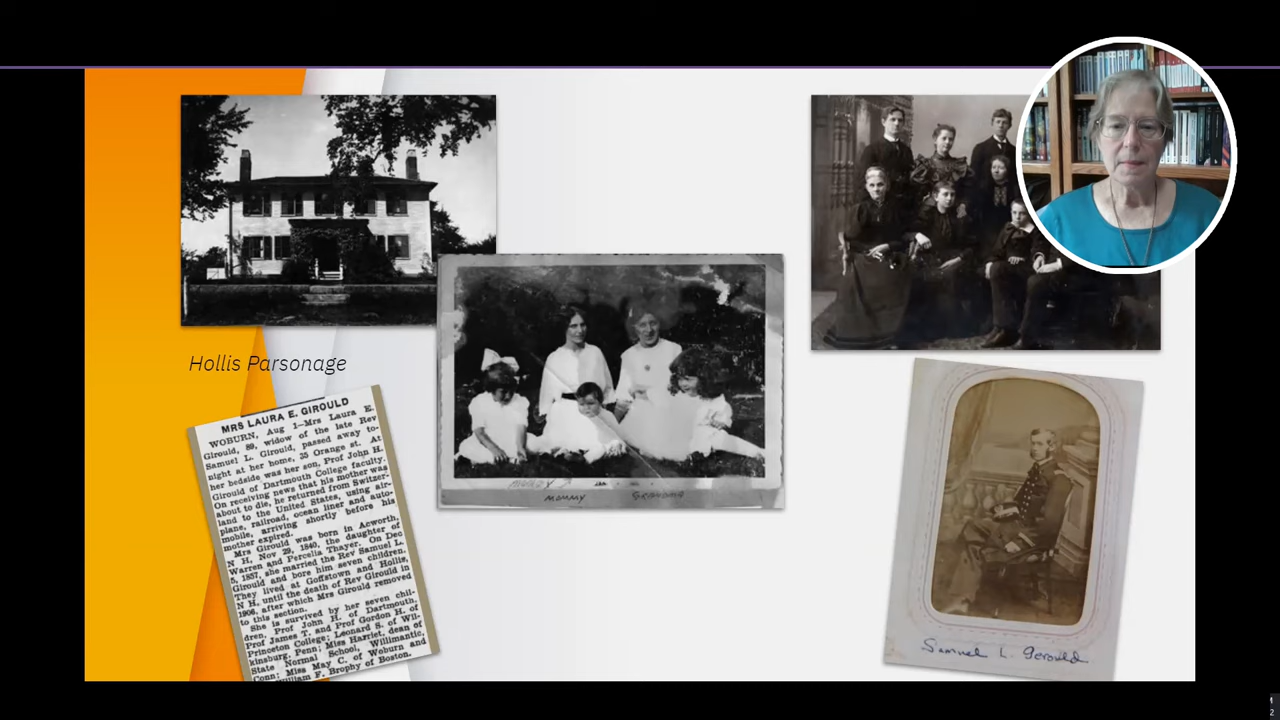 Hollis Parsonage
MRS LAURA E. GIROULD
WOBURN, Aug 1—Mrs Laura E.
Girould, 89, widow of the late Rev
Samuel L. Girould, passed away to-
night at her home, 35 Orange st. At
her bedside was her son, Prof John H.
Girould of Dartmouth College faculty.
On receiving news that his mother was
about to die, he returned from Switzer-
land to the United States, using air-
plane, railroad, ocean liner and auto-
mobile, arriving shortly before his
mother expired.
Mrs Girould was born in Acworth,
N H, Nov 29, 1840, the daughter of
Warren and Percelia Thayer. On Dec
5, 1857, she married the Rev Samuel L.
Girould and bore him seven children.
They lived at Goffstown and Hollis,
N H, until the death of Rev Girould in
1906, after which Mrs Girould removed
to this section.
She is survived by her seven chil-
dren, Prof John H. of Dartmouth,
Prof James T. and Prof Gordon H. of
Princeton College; Leonard S. of Wil-
kinsburg, Penn; Miss Harriet, dean of
State Normal School, Willimantic,
Conn; Miss May C. of Woburn and
William F. Brophy of Boston.
MOMMY
GRANDMA
Samuel L. Gerould